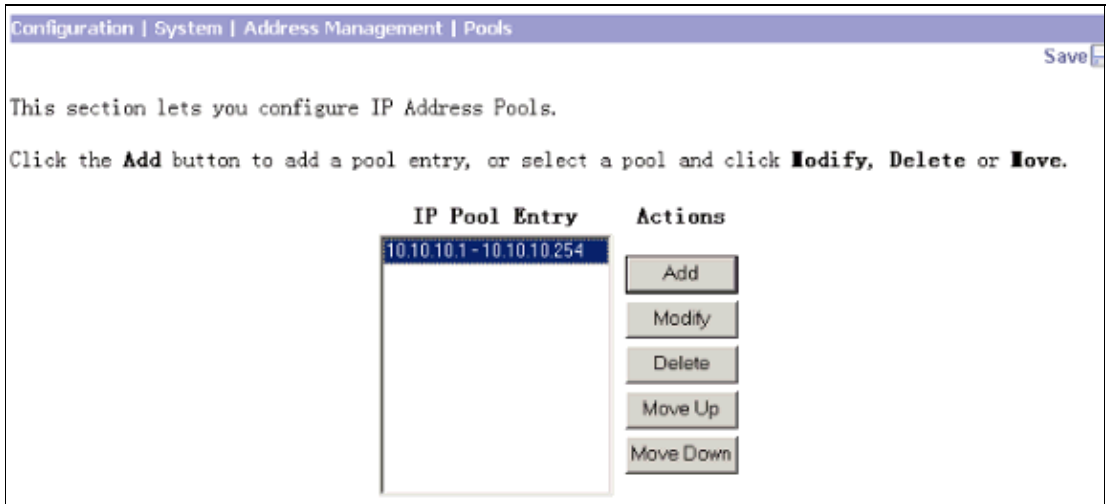 Configuration | System | Address Management | Pools
Save
This section lets you configure IP Address Pools.
Click the Add button to add a pool entry, or select a pool and click Modify, Delete or Move.
IP Pool Entry Actions
10.10.10.1 - 10.10.10.254
Add
Modify
Delete
Move Up
Move Down